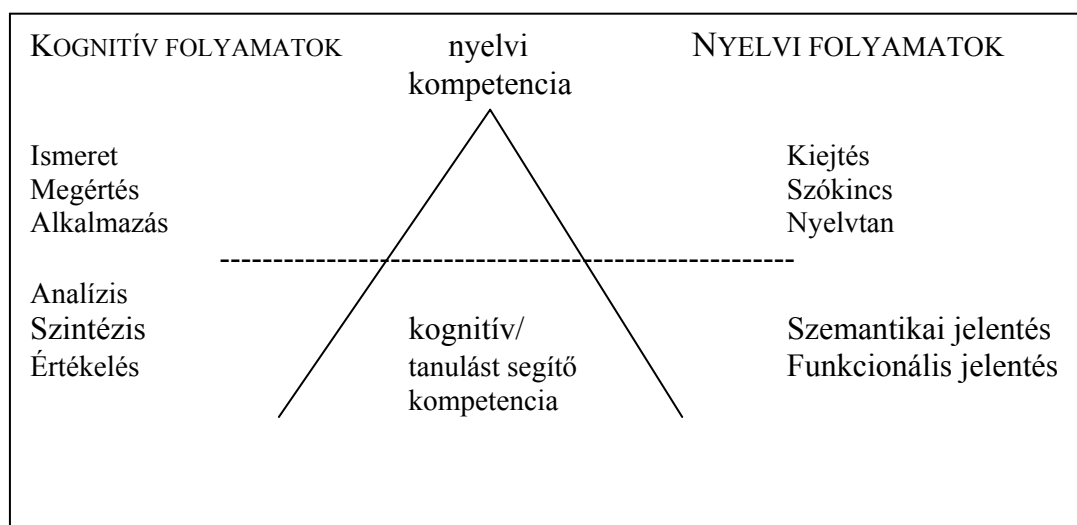 KOGNITÍV FOLYAMATOK
nyelvi
kompetencia
NYELVI FOLYAMATOK
Ismeret
Megértés
Alkalmazás
Kiejtés
Szókincs
Nyelvtan
Analízis
Szintézis
Értékelés
kognitív/
tanulást segítő
kompetencia
Szemantikai jelentés
Funkcionális jelentés